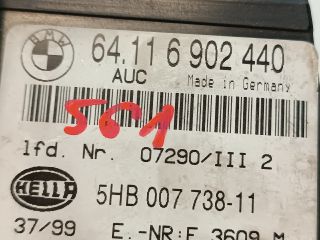 BMW
64.11 6 902 440
AUC Made in Germany
561
lfd. Nr. 07290/III 2
HELLA 5HB 007 738-11
37/99 E.-NR:F 3609 M